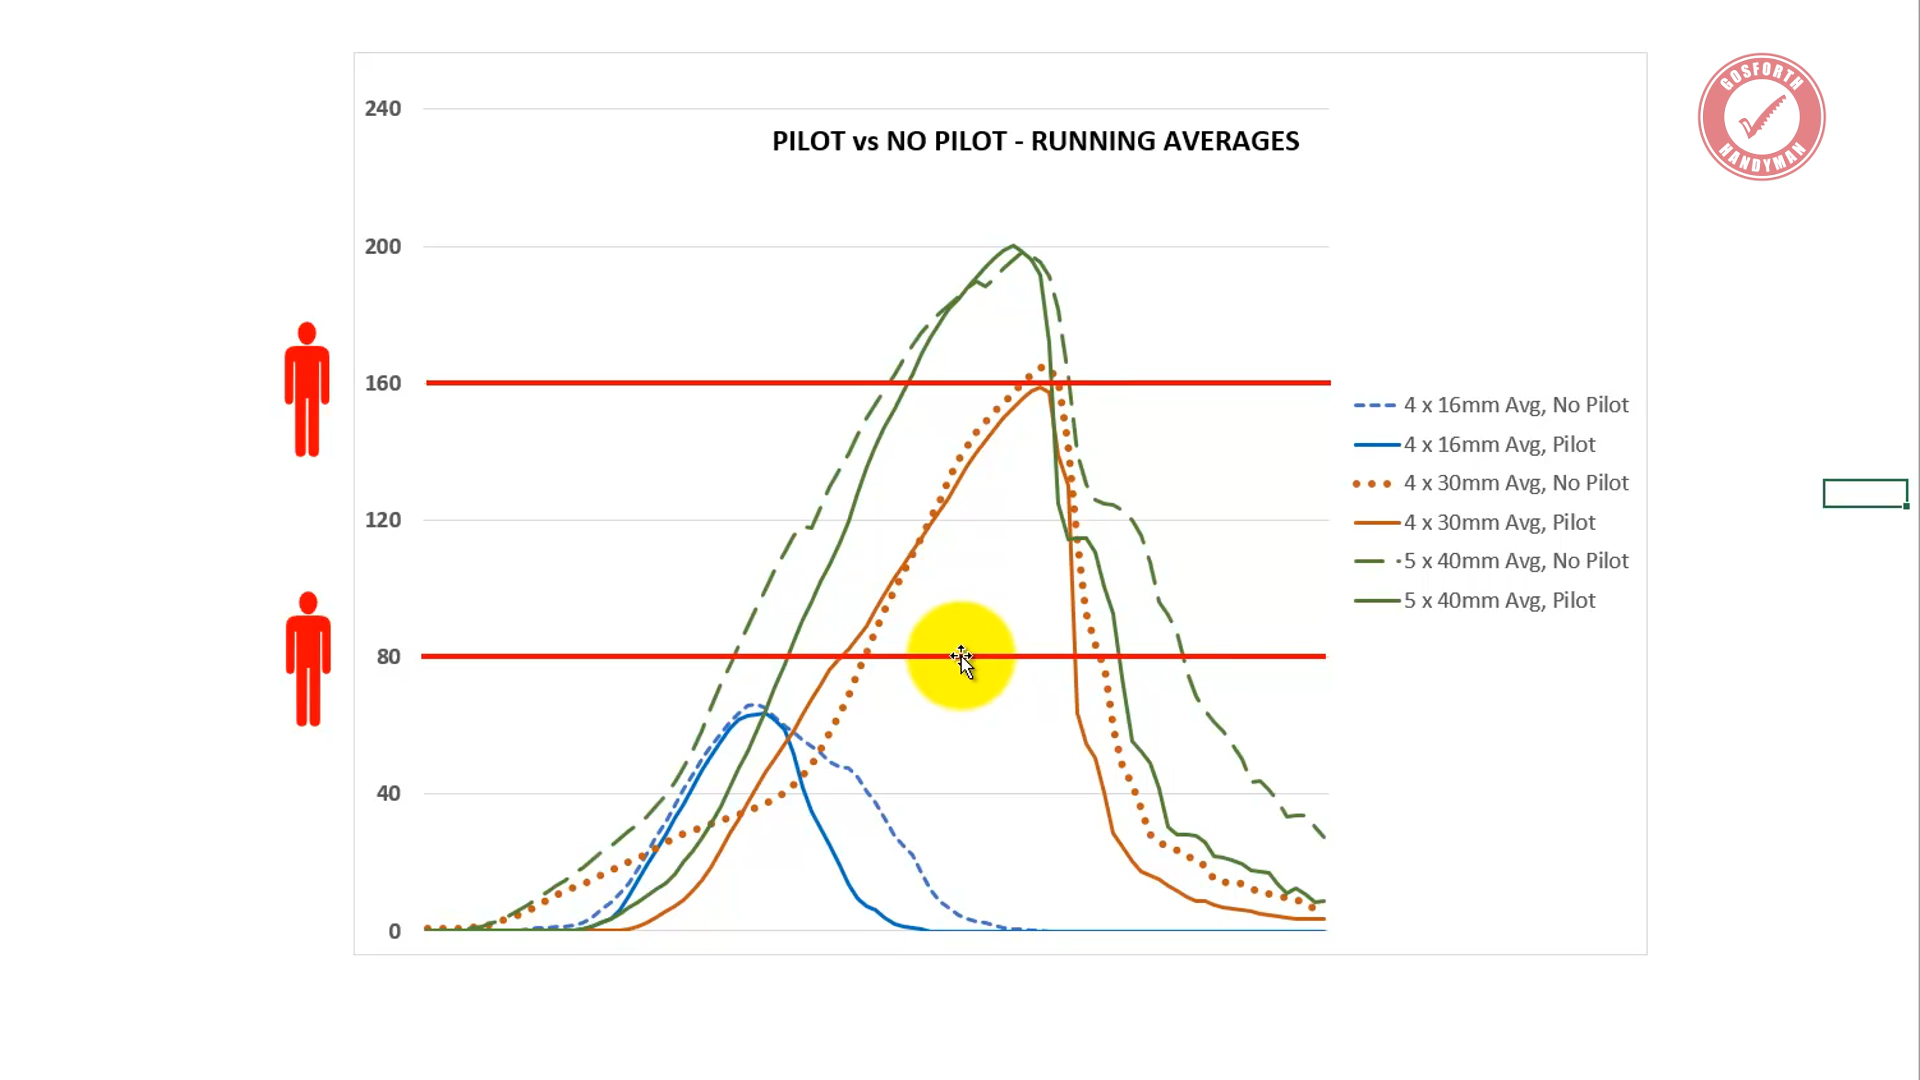 GOSFORTH
HANDYMAN
PILOT vs NO PILOT - RUNNING AVERAGES
240
200
160
120
80
40
0
4 x 16mm Avg, No Pilot
4 x 16mm Avg, Pilot
4 x 30mm Avg, No Pilot
4 x 30mm Avg, Pilot
5 x 40mm Avg, No Pilot
5 x 40mm Avg, Pilot